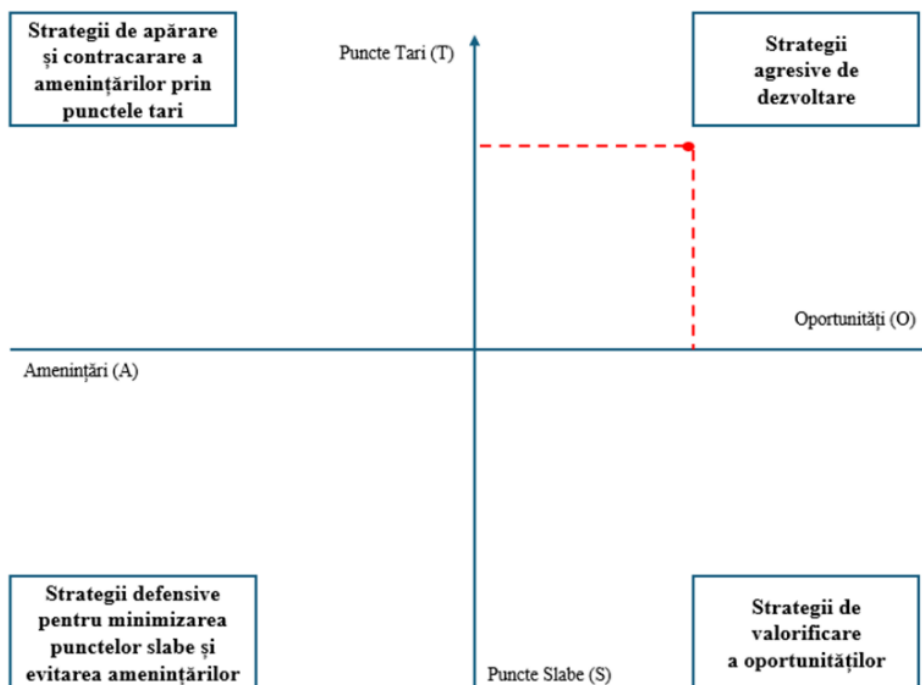 Strategii de apărare
și contracarare a
amenințărilor prin
punctele tari
Puncte Tari (T)
Strategii
agresive de
dezvoltare
Oportunități (O)
Amenințări (A)
Strategii defensive
pentru minimizarea
punctelor slabe și
evitarea amenințărilor
Puncte Slabe (S)
Strategii de
valorificare
a oportunităților